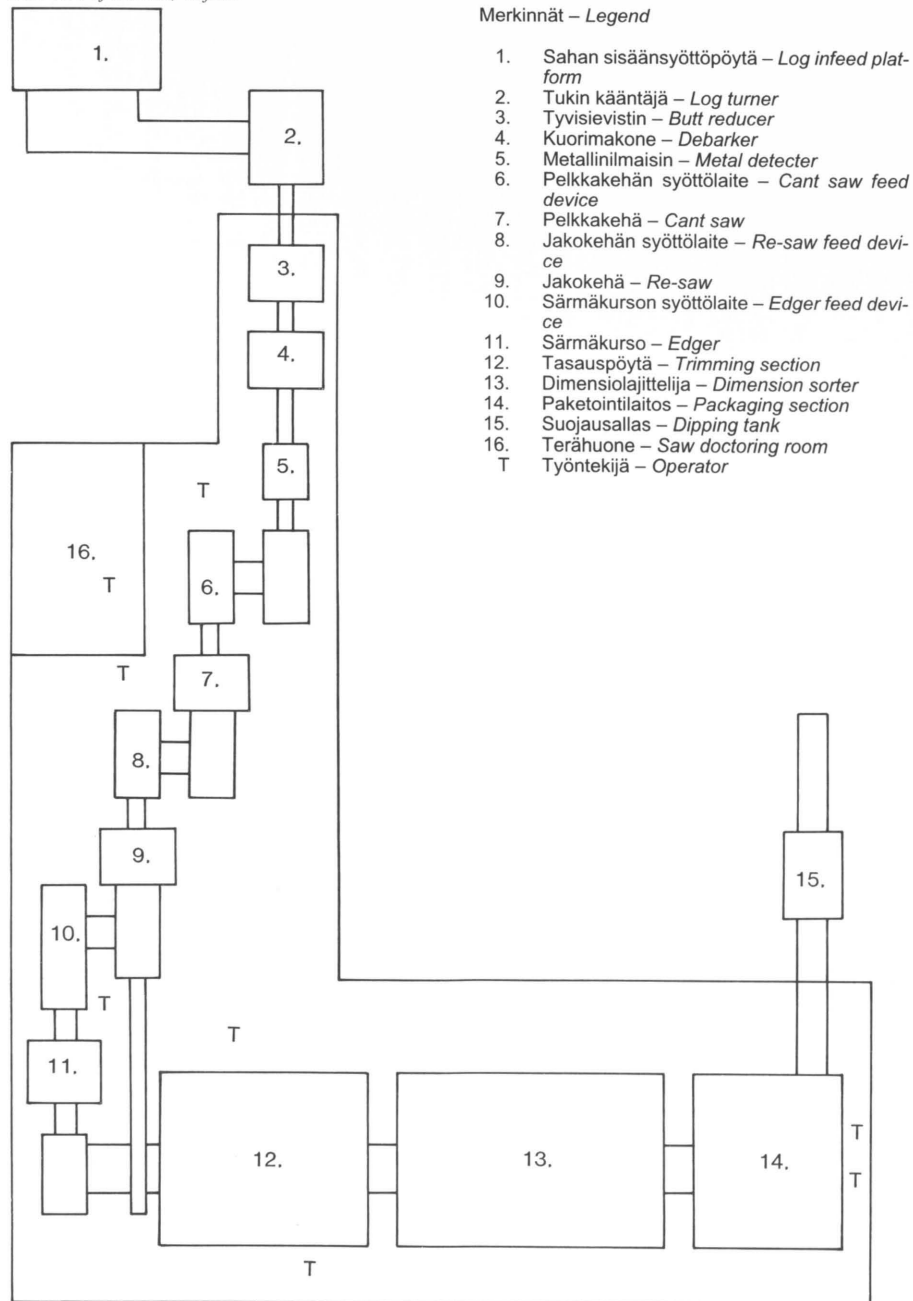 Merkinnät – Legend
1. Sahan sisäänsyöttöpöytä – Log infeed plat-
form
2. Tukin kääntäjä – Log turner
3. Tyvisievistin – Butt reducer
4. Kuorimakone – Debarker
5. Metallinilmaisin – Metal detecter
6. Pelkkakehän syöttölaite – Cant saw feed
device
7. Pelkkakehä – Cant saw
8. Jakokehän syöttölaite – Re-saw feed devi-
ce
9. Jakokehä – Re-saw
10. Särmäkurson syöttölaite – Edger feed devi-
ce
11. Särmäkurso – Edger
12. Tasauspöytä – Trimming section
13. Dimensiolajittelija – Dimension sorter
14. Paketointilaitos – Packaging section
15. Suojausallas – Dipping tank
16. Terähuone – Saw doctoring room
T Työntekijä – Operator
1.
2.
3.
4.
5.
T
16.
T
6.
T
7.
8.
9.
15.
10.
T
T
11.
T
12.
13.
14.
T
T